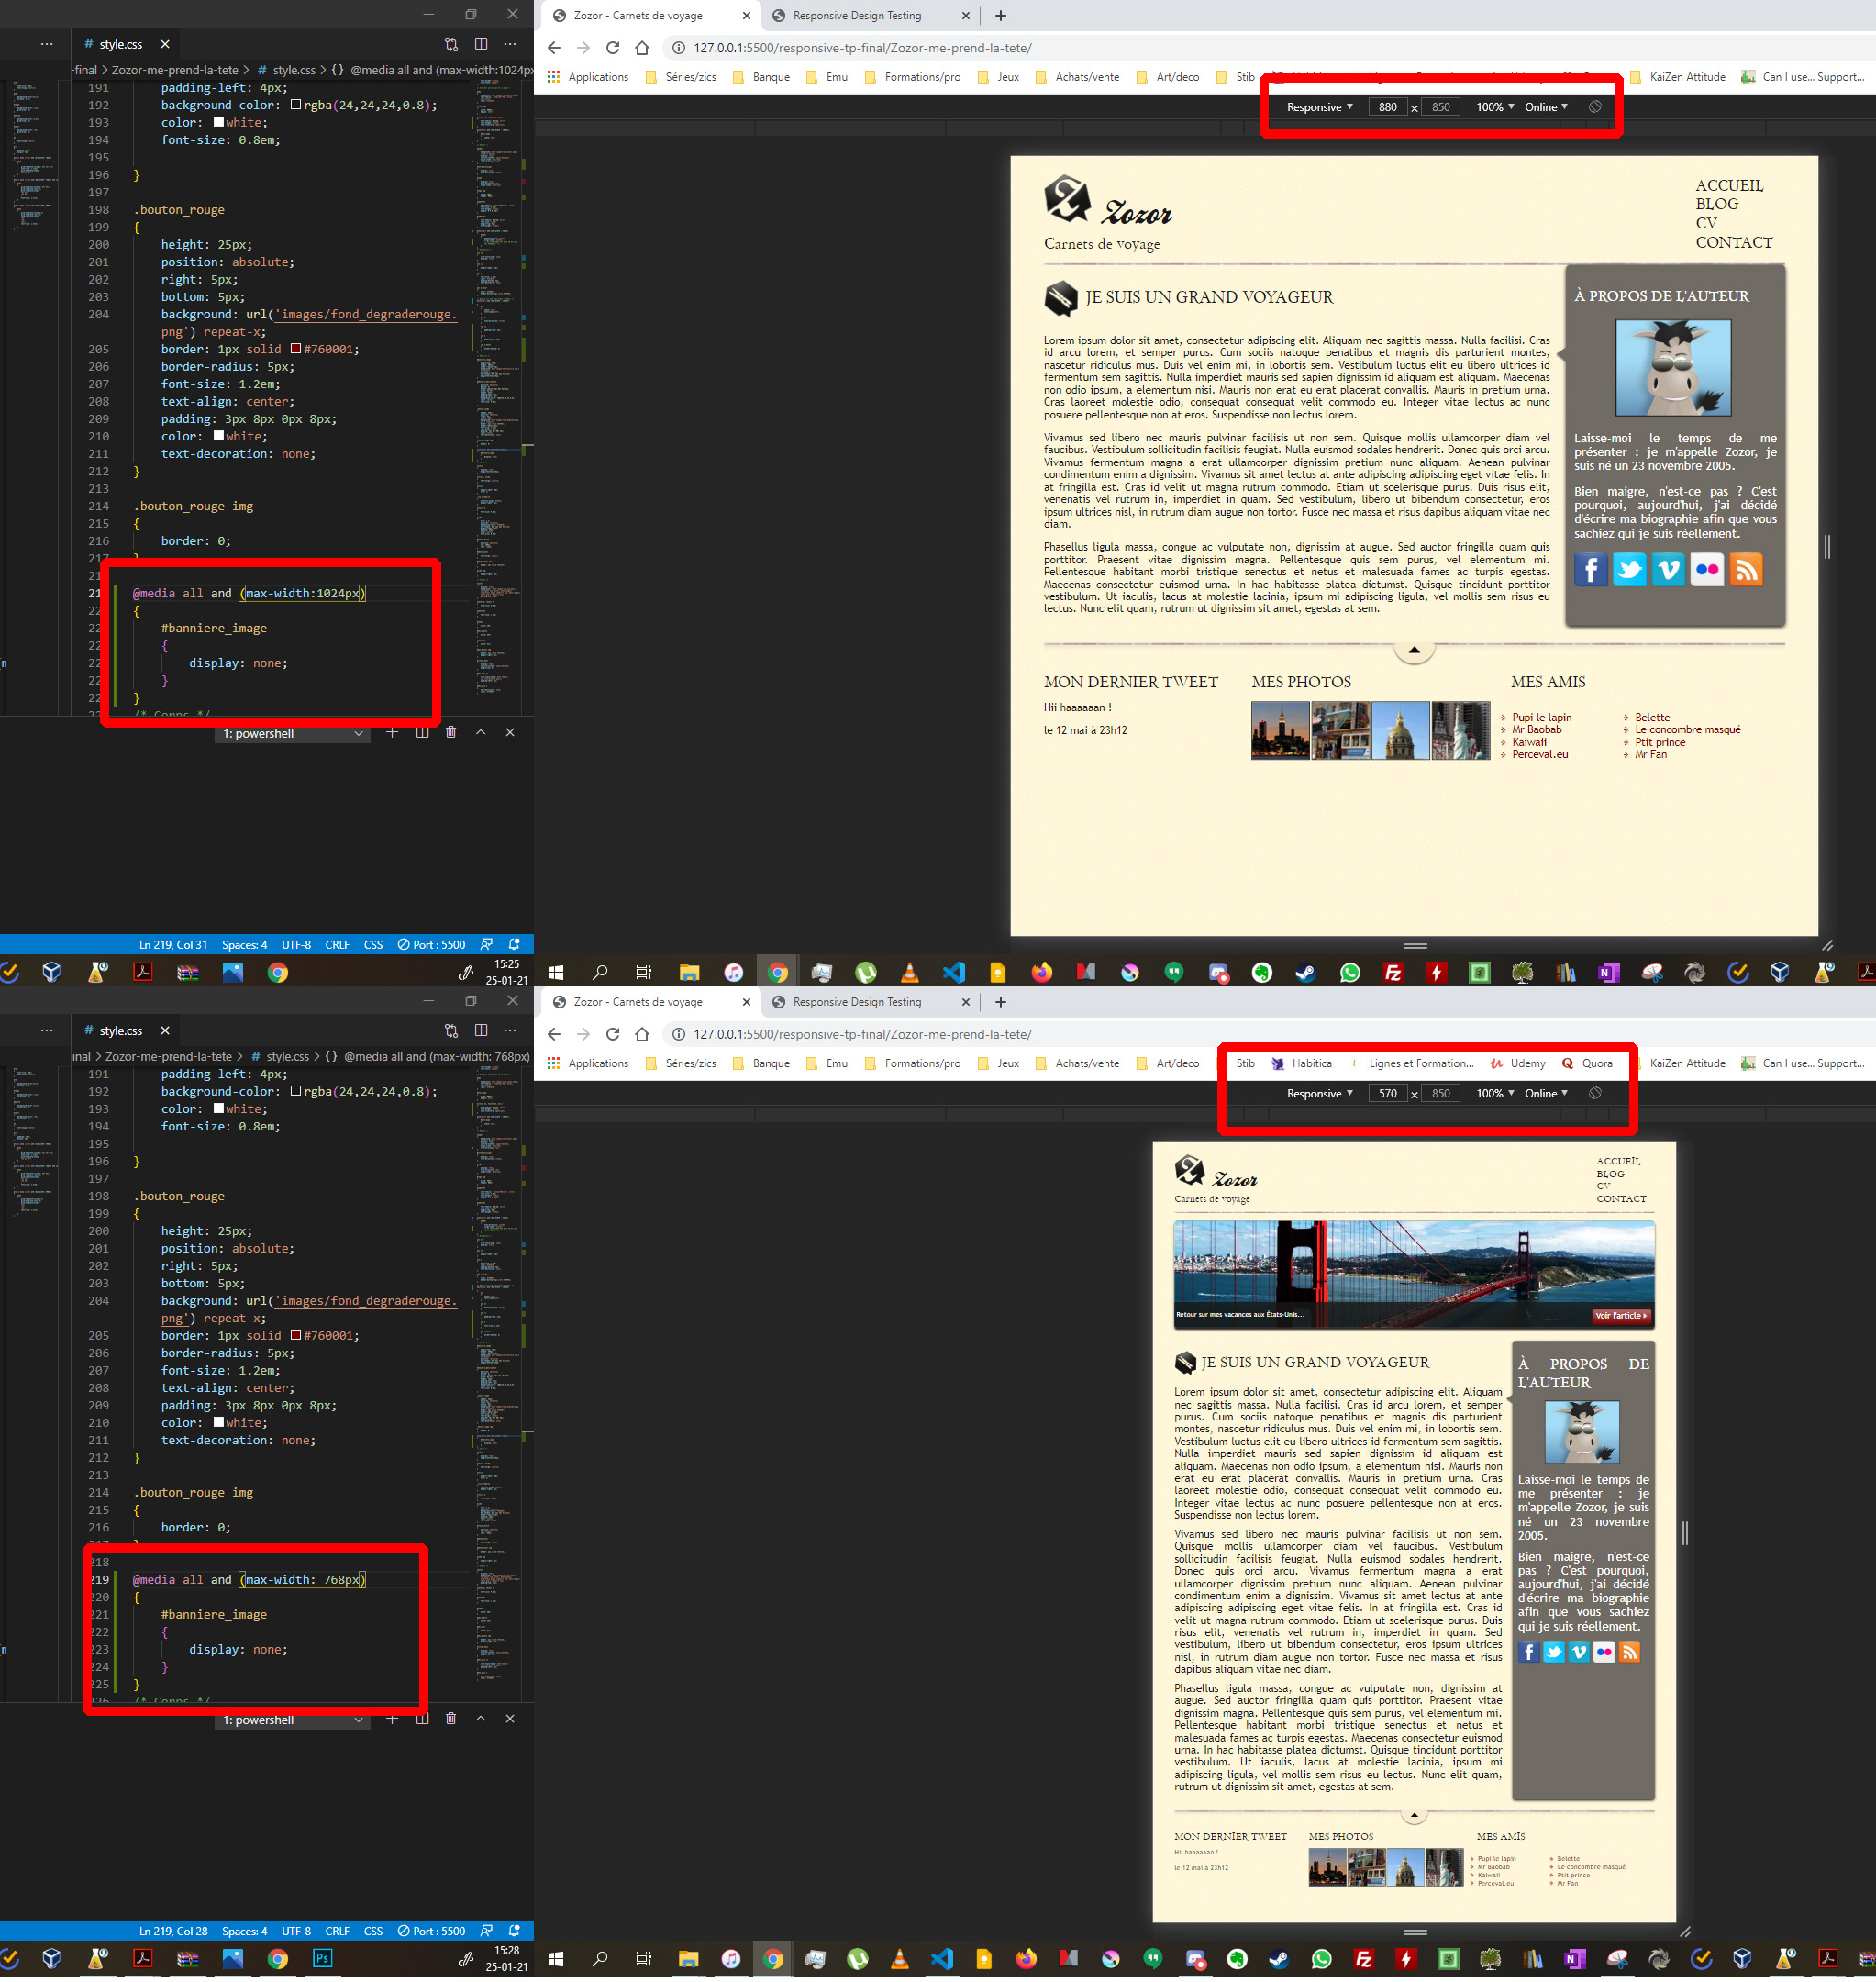 # style.css
-final > Zozor-me-prend-la-tete > # style.css > {} @media all and (max-width:1024px
191 padding-left: 4px;
192 background-color: rgba(24,24,24,0.8);
193 color: white;
194 font-size: 0.8em;
195
196 }
197
198 .bouton_rouge
199 {
200 height: 25px;
201 position: absolute;
202 right: 5px;
203 bottom: 5px;
204 background: url('images/fond_degraderouge.
png') repeat-x;
205 border: 1px solid #760001;
206 border-radius: 5px;
207 font-size: 1.2em;
208 text-align: center;
209 padding: 3px 8px 0px 8px;
210 color: white;
211 text-decoration: none;
212 }
213
214 .bouton_rouge img
215 {
216 border: 0;
217
@media all and (max-width:1024px)
{
#banniere_image
{
display: none;
}
}
1: powershell
Ln 219, Col 31 Spaces: 4 UTF-8 CRLF CSS Port : 5500
15:25
25-01-21
Zozor - Carnets de voyage
Responsive Design Testing
127.0.0.1:5500/responsive-tp-final/Zozor-me-prend-la-tete/
Applications Séries/zics Banque Emu Formations/pro Jeux Achats/vente Art/deco Stib KaiZen Attitude Can I use... Support...
Responsive 880 × 850 100% Online
Zozor
Carnets de voyage
ACCUEIL
BLOG
CV
CONTACT
JE SUIS UN GRAND VOYAGEUR
Lorem ipsum dolor sit amet, consectetur adipiscing elit. Aliquam nec sagittis massa. Nulla facilisi. Cras
id arcu lorem, et semper purus. Cum sociis natoque penatibus et magnis dis parturient montes,
nascetur ridiculus mus. Duis vel enim mi, in lobortis sem. Vestibulum luctus elit eu libero ultrices id
fermentum sem sagittis. Nulla imperdiet mauris sed sapien dignissim id aliquam est aliquam. Maecenas
non odio ipsum, a elementum nisi. Mauris non erat eu erat placerat convallis. Mauris in pretium urna.
Cras laoreet molestie odio, consequat consequat velit commodo eu. Integer vitae lectus ac nunc
posuere pellentesque non at eros. Suspendisse non lectus lorem.
Vivamus sed libero nec mauris pulvinar facilisis ut non sem. Quisque mollis ullamcorper diam vel
faucibus. Vestibulum sollicitudin facilisis feugiat. Nulla euismod sodales hendrerit. Donec quis orci arcu.
Vivamus fermentum magna a erat ullamcorper dignissim pretium nunc aliquam. Aenean pulvinar
condimentum enim a dignissim. Vivamus sit amet lectus at ante adipiscing adipiscing eget vitae felis. In
at fringilla est. Cras id velit ut magna rutrum commodo. Etiam ut scelerisque purus. Duis risus elit,
venenatis vel rutrum in, imperdiet in quam. Sed vestibulum, libero ut bibendum consectetur, eros
ipsum ultrices nisl, in rutrum diam augue non tortor. Fusce nec massa et risus dapibus aliquam vitae nec
diam.
Phasellus ligula massa, congue ac vulputate non, dignissim at augue. Sed auctor fringilla quam quis
porttitor. Praesent vitae dignissim magna. Pellentesque quis sem purus, vel elementum mi.
Pellentesque habitant morbi tristique senectus et netus et malesuada fames ac turpis egestas.
Maecenas consectetur euismod urna. In hac habitasse platea dictumst. Quisque tincidunt porttitor
vestibulum. Ut iaculis, lacus at molestie lacinia, ipsum mi adipiscing ligula, vel mollis sem risus eu
lectus. Nunc elit quam, rutrum ut dignissim sit amet, egestas at sem.
À PROPOS DE L'AUTEUR
Laisse-moi le temps de me
présenter : je m'appelle Zozor, je
suis né un 23 novembre 2005.
Bien maigre, n'est-ce pas ? C'est
pourquoi, aujourd'hui, j'ai décidé
d'écrire ma biographie afin que vous
sachiez qui je suis réellement.
MON DERNIER TWEET
Hii haaaaaan !
le 12 mai à 23h12
MES PHOTOS
MES AMIS
Pupi le lapin
Mr Baobab
Kaiwaii
Perceval.eu
Belette
Le concombre masqué
Ptit prince
Mr Fan
# style.css
inal > Zozor-me-prend-la-tete > # style.css > {} @media all and (max-width: 768px)
191 padding-left: 4px;
192 background-color: rgba(24,24,24,0.8);
193 color: white;
194 font-size: 0.8em;
195
196 }
197
198 .bouton_rouge
199 {
200 height: 25px;
201 position: absolute;
202 right: 5px;
203 bottom: 5px;
204 background: url('images/fond_degraderouge.
png') repeat-x;
205 border: 1px solid #760001;
206 border-radius: 5px;
207 font-size: 1.2em;
208 text-align: center;
209 padding: 3px 8px 0px 8px;
210 color: white;
211 text-decoration: none;
212 }
213
214 .bouton_rouge img
215 {
216 border: 0;
218
219 @media all and (max-width: 768px)
220 {
221 #banniere_image
222 {
223 display: none;
224 }
225 }
1: powershell
Ln 219, Col 28 Spaces: 4 UTF-8 CRLF CSS Port : 5500
15:28
25-01-21
Zozor - Carnets de voyage
Responsive Design Testing
127.0.0.1:5500/responsive-tp-final/Zozor-me-prend-la-tete/
Applications Séries/zics Banque Emu Formations/pro Jeux Achats/vente Art/deco Stib Habitica Lignes et Formation... Udemy Quora KaiZen Attitude Can I use... Support...
Responsive 570 × 850 100% Online
Zozor
Carnets de voyage
ACCUEIL
BLOG
CV
CONTACT
Retour sur mes vacances aux États-Unis...
Voir l'article
JE SUIS UN GRAND VOYAGEUR
Lorem ipsum dolor sit amet, consectetur adipiscing elit. Aliquam
nec sagittis massa. Nulla facilisi. Cras id arcu lorem, et semper
purus. Cum sociis natoque penatibus et magnis dis parturient
montes, nascetur ridiculus mus. Duis vel enim mi, in lobortis sem.
Vestibulum luctus elit eu libero ultrices id fermentum sem sagittis.
Nulla imperdiet mauris sed sapien dignissim id aliquam est
aliquam. Maecenas non odio ipsum, a elementum nisi. Mauris non
erat eu erat placerat convallis. Mauris in pretium urna. Cras
laoreet molestie odio, consequat consequat velit commodo eu.
Integer vitae lectus ac nunc posuere pellentesque non at eros.
Suspendisse non lectus lorem.
Vivamus sed libero nec mauris pulvinar facilisis ut non sem.
Quisque mollis ullamcorper diam vel faucibus. Vestibulum
sollicitudin facilisis feugiat. Nulla euismod sodales hendrerit.
Donec quis orci arcu. Vivamus fermentum magna a erat
ullamcorper dignissim pretium nunc aliquam. Aenean pulvinar
condimentum enim a dignissim. Vivamus sit amet lectus at ante
adipiscing adipiscing eget vitae felis. In at fringilla est. Cras id
velit ut magna rutrum commodo. Etiam ut scelerisque purus. Duis
risus elit, venenatis vel rutrum in, imperdiet in quam. Sed
vestibulum, libero ut bibendum consectetur, eros ipsum ultrices
nisl, in rutrum diam augue non tortor. Fusce nec massa et risus
dapibus aliquam vitae nec diam.
Phasellus ligula massa, congue ac vulputate non, dignissim at
augue. Sed auctor fringilla quam quis porttitor. Praesent vitae
dignissim magna. Pellentesque quis sem purus, vel elementum mi.
Pellentesque habitant morbi tristique senectus et netus et
malesuada fames ac turpis egestas. Maecenas consectetur euismod
urna. In hac habitasse platea dictumst. Quisque tincidunt porttitor
vestibulum. Ut iaculis, lacus at molestie lacinia, ipsum mi
adipiscing ligula, vel mollis sem risus eu lectus. Nunc elit quam,
rutrum ut dignissim sit amet, egestas at sem.
À PROPOS DE
L'AUTEUR
Laisse-moi le temps de
me présenter : je
m'appelle Zozor, je suis
né un 23 novembre
2005.
Bien maigre, n'est-ce
pas ? C'est pourquoi,
aujourd'hui, j'ai décidé
d'écrire ma biographie
afin que vous sachiez
qui je suis réellement.
MON DERNIER TWEET
Hii haaaaaan !
le 12 mai à 23h12
MES PHOTOS
MES AMIS
Pupi le lapin
Mr Baobab
Kaiwaii
Perceval.eu
Belette
Le concombre masqué
Ptit prince
Mr Fan